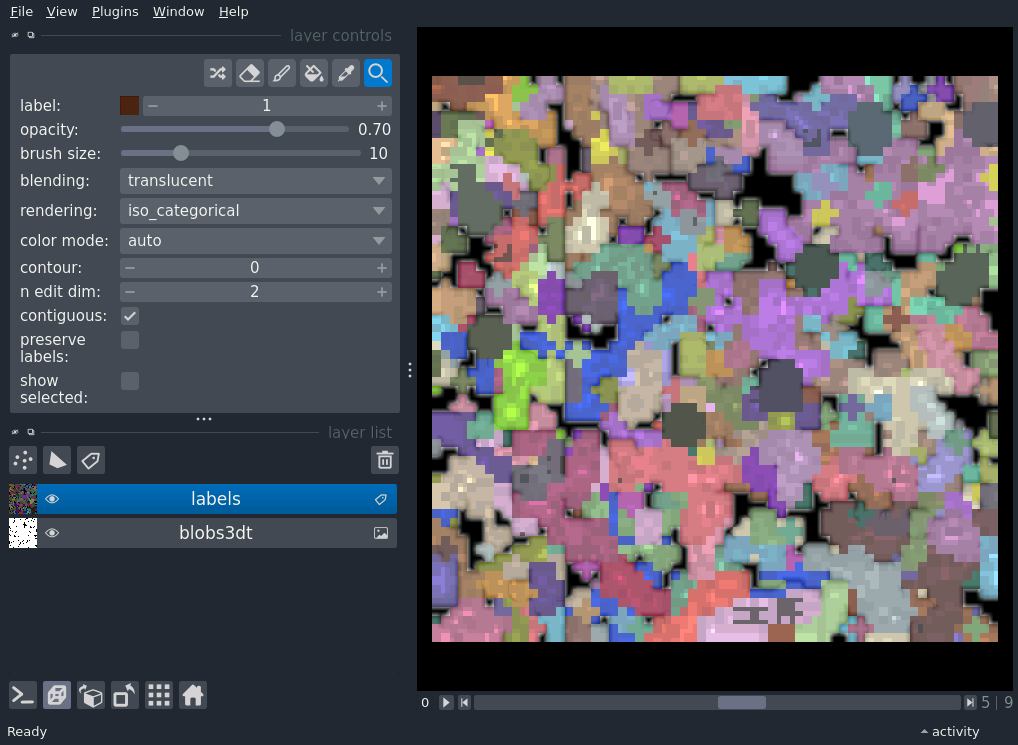 File View Plugins Window Help
layer controls
label: 1
opacity: 0.70
brush size: 10
blending: translucent
rendering: iso_categorical
color mode: auto
contour: 0
n edit dim: 2
contiguous:
preserve
labels:
show
selected:
layer list
labels
blobs3dt
0 5 | 9
Ready activity